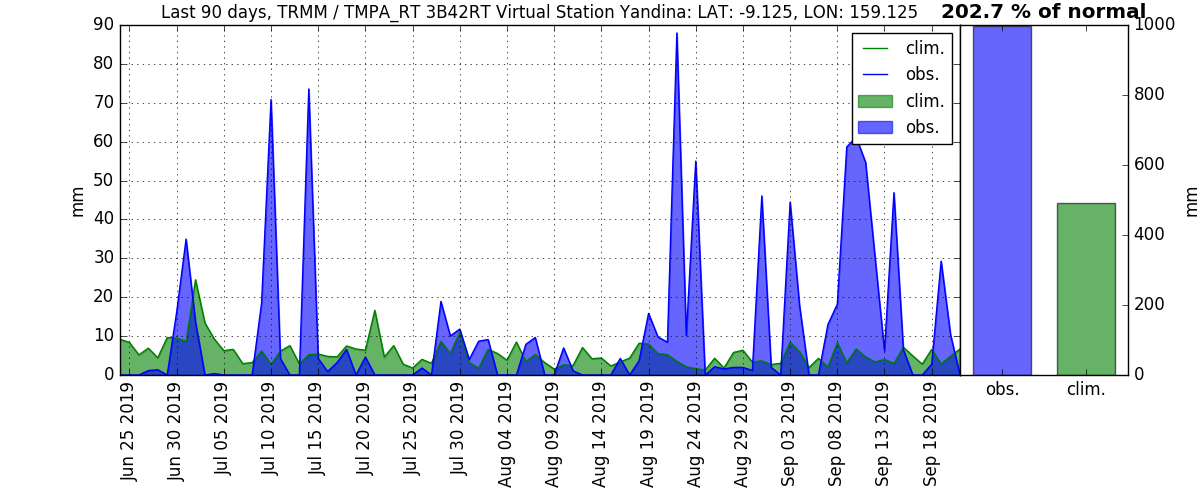 Last 90 days, TRMM / TMPA_RT 3B42RT Virtual Station Yandina: LAT: -9.125, LON: 159.125
202.7 % of normal
90
80
70
60
50
40
30
20
10
0
mm
clim.
obs.
clim.
obs.
1000
800
600
400
200
0
mm
Jun 25 2019
Jun 30 2019
Jul 05 2019
Jul 10 2019
Jul 15 2019
Jul 20 2019
Jul 25 2019
Jul 30 2019
Aug 04 2019
Aug 09 2019
Aug 14 2019
Aug 19 2019
Aug 24 2019
Aug 29 2019
Sep 03 2019
Sep 08 2019
Sep 13 2019
Sep 18 2019
obs.
clim.